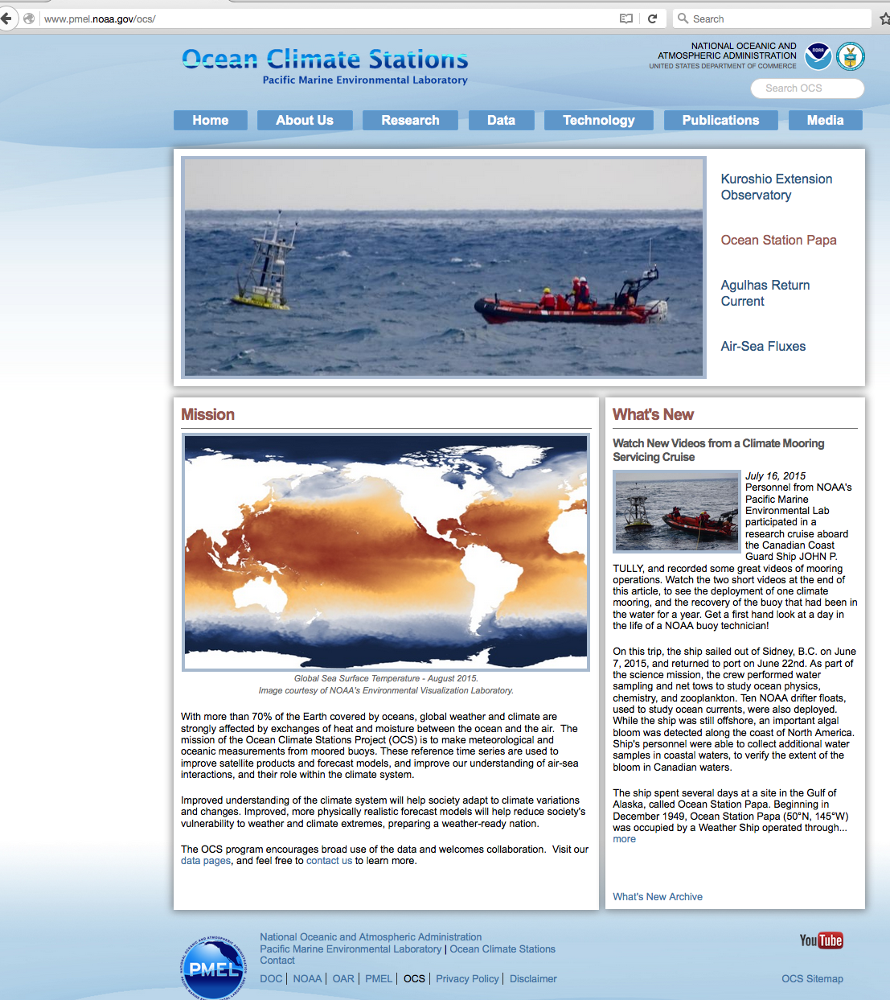 www.pmel.noaa.gov/ocs/
Search
Ocean Climate Stations
Pacific Marine Environmental Laboratory
NATIONAL OCEANIC AND
ATMOSPHERIC ADMINISTRATION
UNITED STATES DEPARTMENT OF COMMERCE
NOAA
Search OCS
Home About Us Research Data Technology Publications Media
Kuroshio Extension
Observatory
Ocean Station Papa
Agulhas Return
Current
Air-Sea Fluxes
Mission
Global Sea Surface Temperature - August 2015.
Image courtesy of NOAA's Environmental Visualization Laboratory.
With more than 70% of the Earth covered by oceans, global weather and climate are
strongly affected by exchanges of heat and moisture between the ocean and the air. The
mission of the Ocean Climate Stations Project (OCS) is to make meteorological and
oceanic measurements from moored buoys. These reference time series are used to
improve satellite products and forecast models, and improve our understanding of air-sea
interactions, and their role within the climate system.
Improved understanding of the climate system will help society adapt to climate variations
and changes. Improved, more physically realistic forecast models will help reduce society's
vulnerability to weather and climate extremes, preparing a weather-ready nation.
The OCS program encourages broad use of the data and welcomes collaboration. Visit our
data pages, and feel free to contact us to learn more.
What's New
Watch New Videos from a Climate Mooring
Servicing Cruise
July 16, 2015
Personnel from NOAA's
Pacific Marine
Environmental Lab
participated in a
research cruise aboard
the Canadian Coast
Guard Ship JOHN P.
TULLY, and recorded some great videos of mooring
operations. Watch the two short videos at the end of
this article, to see the deployment of one climate
mooring, and the recovery of the buoy that had been in
the water for a year. Get a first hand look at a day in
the life of a NOAA buoy technician!
On this trip, the ship sailed out of Sidney, B.C. on June
7, 2015, and returned to port on June 22nd. As part of
the science mission, the crew performed water
sampling and net tows to study ocean physics,
chemistry, and zooplankton. Ten NOAA drifter floats,
used to study ocean currents, were also deployed.
While the ship was still offshore, an important algal
bloom was detected along the coast of North America.
Ship's personnel were able to collect additional water
samples in coastal waters, to verify the extent of the
bloom in Canadian waters.
The ship spent several days at a site in the Gulf of
Alaska, called Ocean Station Papa. Beginning in
December 1949, Ocean Station Papa (50°N, 145°W)
was occupied by a Weather Ship operated through...
more
What's New Archive
PMEL
National Oceanic and Atmospheric Administration
Pacific Marine Environmental Laboratory | Ocean Climate Stations
Contact
DOC | NOAA | OAR | PMEL | OCS | Privacy Policy | Disclaimer
YouTube
OCS Sitemap